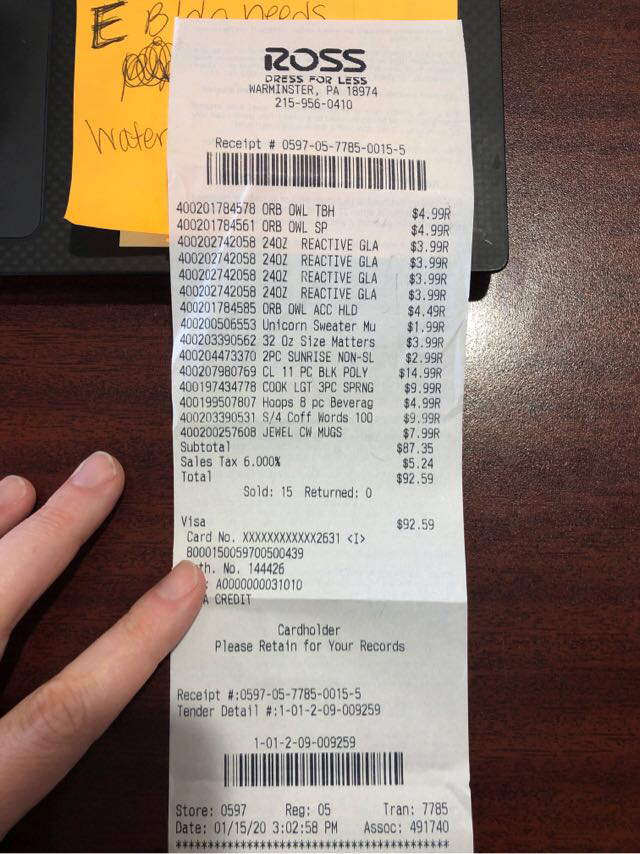 E Bldg needs
Water
ROSS
DRESS FOR LESS
WARMINSTER, PA 18974
215-956-0410
Receipt # 0597-05-7785-0015-5
400201784578 ORB OWL TBH $4.99R
400201784561 ORB OWL SP $4.99R
400202742058 24OZ REACTIVE GLA $3.99R
400202742058 24OZ REACTIVE GLA $3.99R
400202742058 24OZ REACTIVE GLA $3.99R
400202742058 24OZ REACTIVE GLA $3.99R
400201784585 ORB OWL ACC HLD $4.49R
400200506553 Unicorn Sweater Mu $1.99R
400203390562 32 Oz Size Matters $3.99R
400204473370 2PC SUNRISE NON-SL $2.99R
400207980769 CL 11 PC BLK POLY $14.99R
400197434778 COOK LGT 3PC SPRNG $9.99R
400199507807 Hoops 8 pc Beverag $4.99R
400203390531 S/4 Coff Words 100 $9.99R
400200257608 JEWEL CW MUGS $7.99R
Subtotal $87.35
Sales Tax 6.000% $5.24
Total $92.59
Sold: 15 Returned: 0
Visa $92.59
Card No. XXXXXXXXXXXX2631 <I>
8000150059700500439
th. No. 144426
: A0000000031010
A CREDIT
Cardholder
Please Retain for Your Records
Receipt #:0597-05-7785-0015-5
Tender Detail #:1-01-2-09-009259
1-01-2-09-009259
Store: 0597 Reg: 05 Tran: 7785
Date: 01/15/20 3:02:58 PM Assoc: 491740